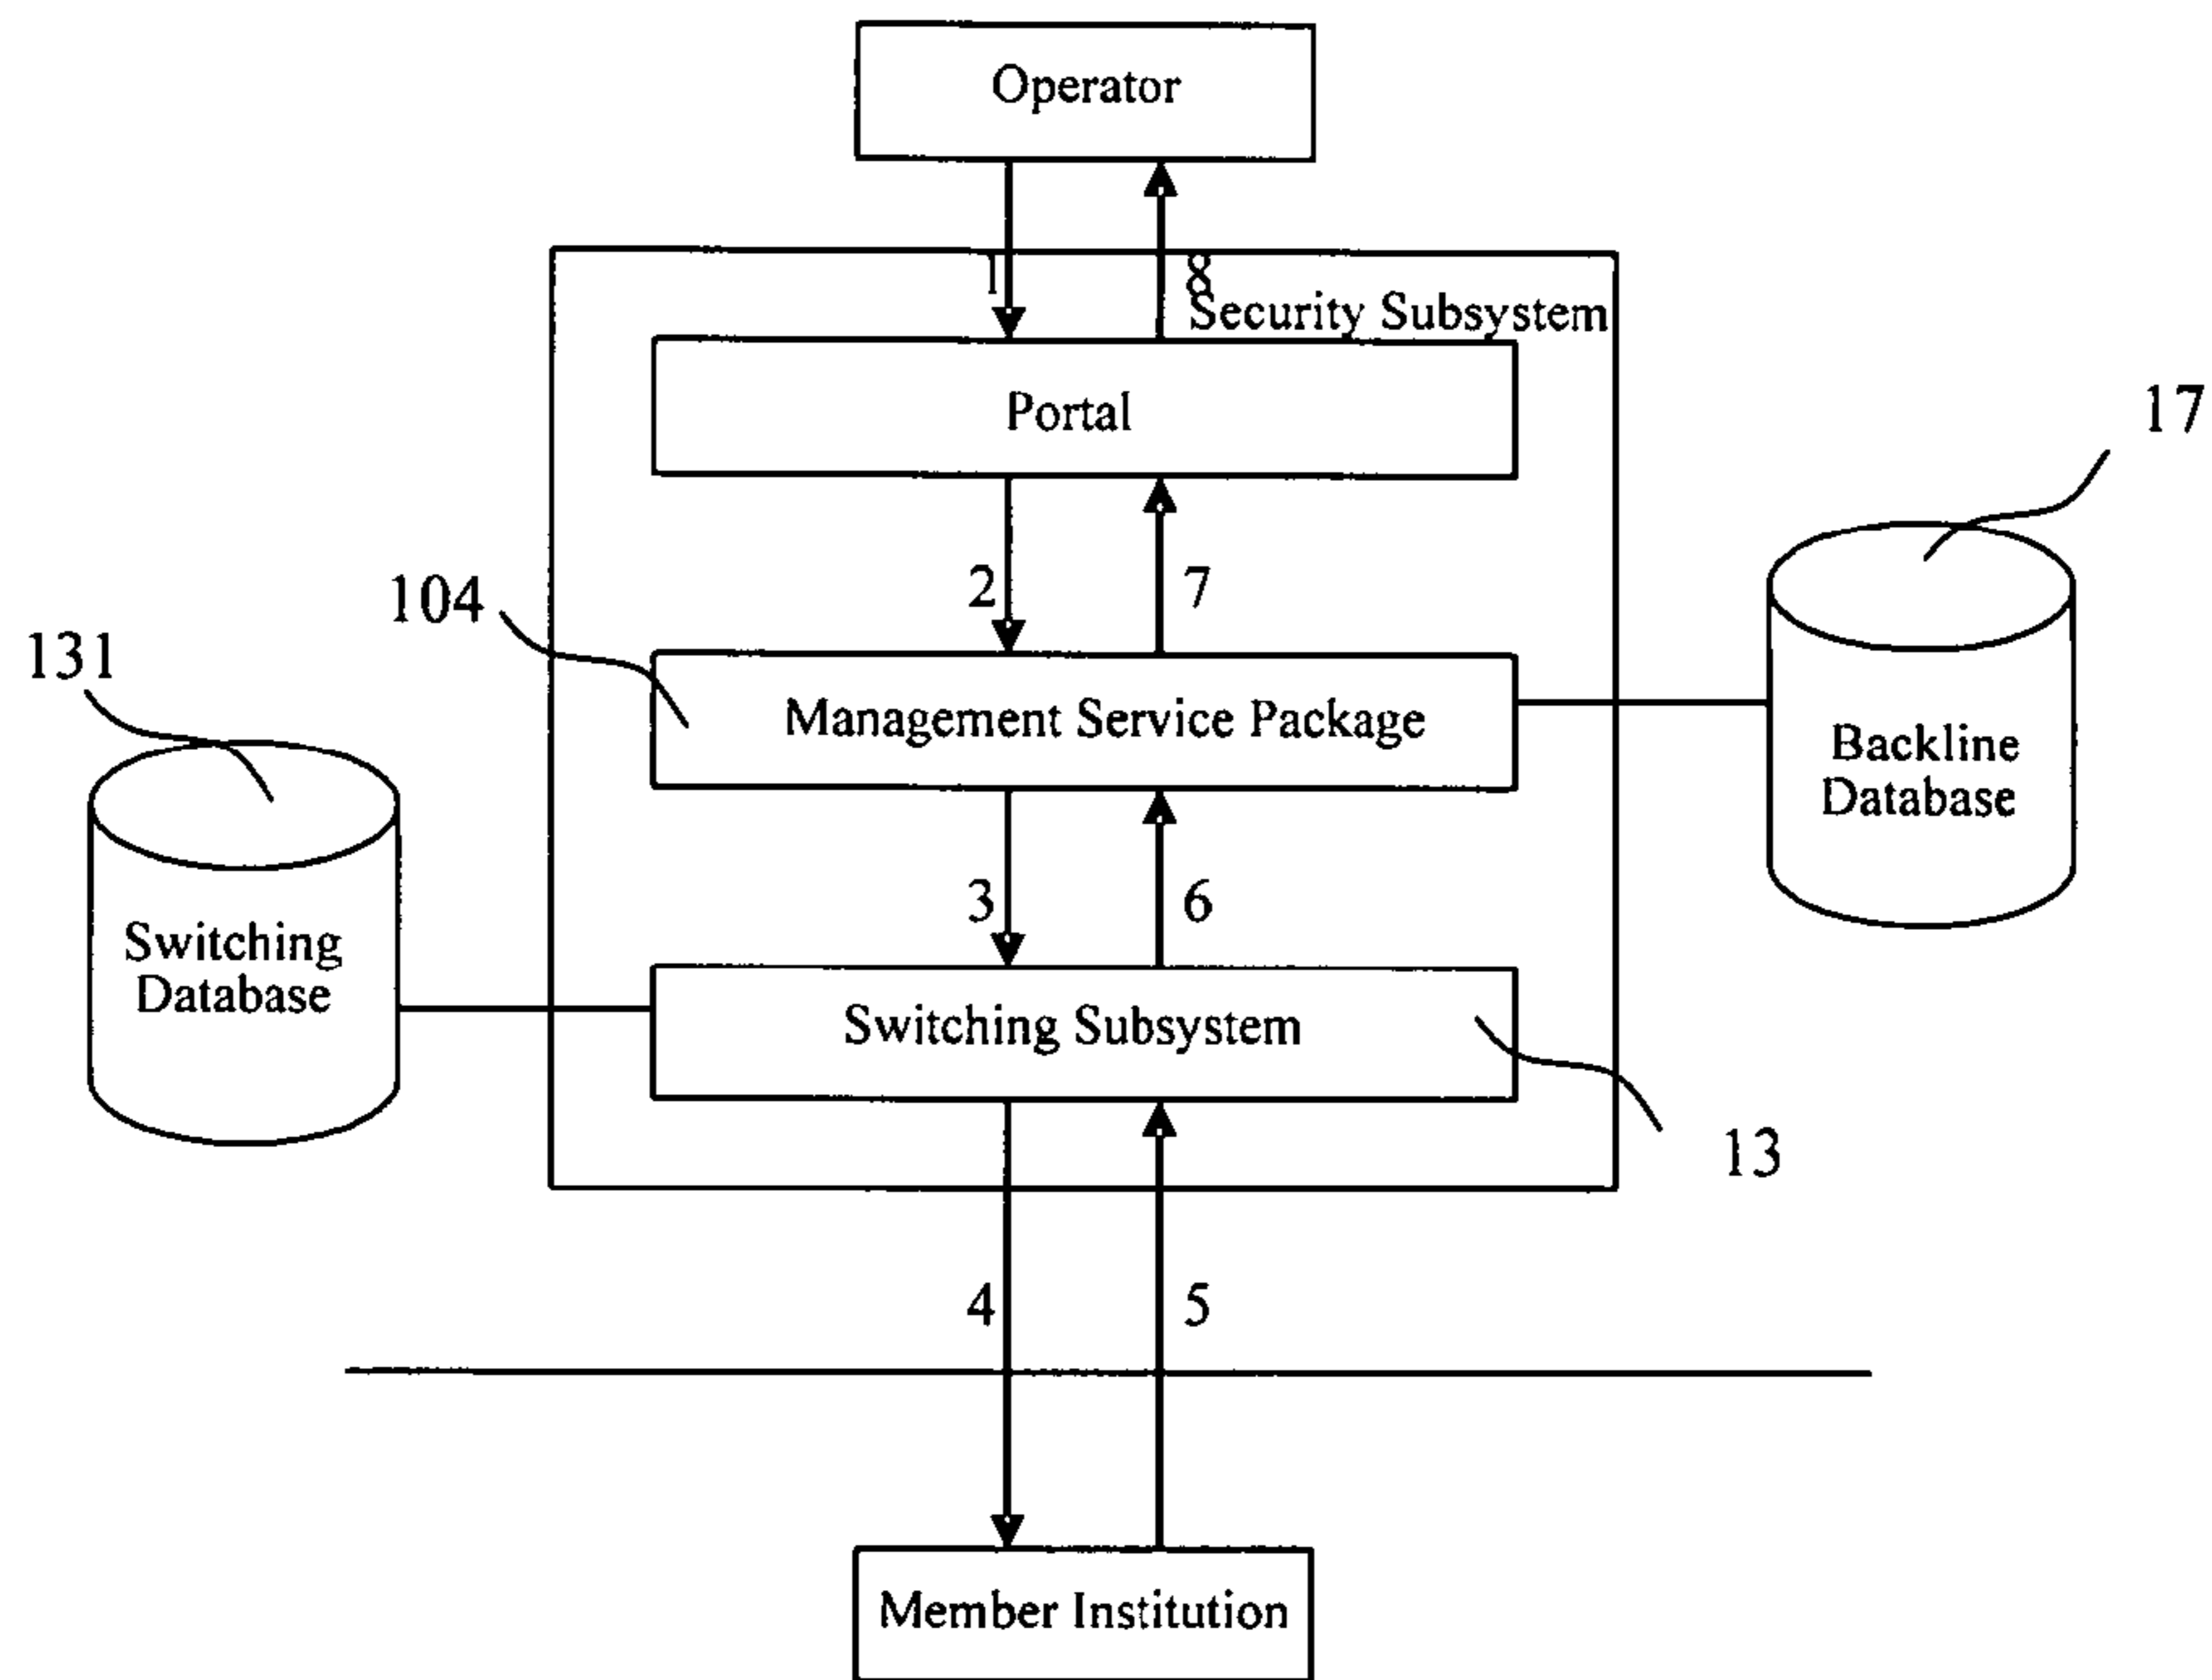 Operator
1
8
Security Subsystem
Portal
17
2
7
104
131
Management Service Package
Backline
Database
3
6
Switching
Database
Switching Subsystem
13
4
5
Member Institution